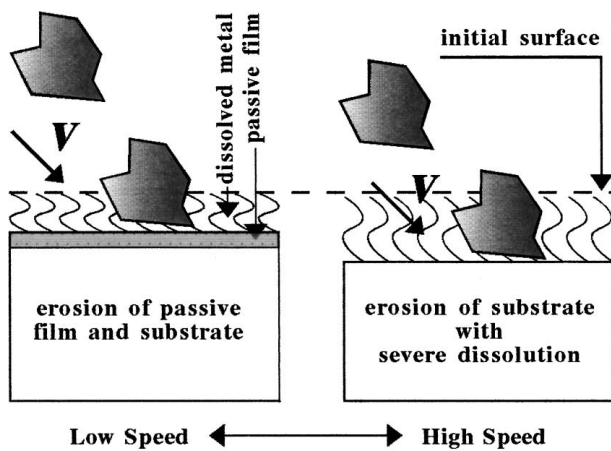 dissolved metal
passive film
initial surface
V
V
erosion of passive
film and substrate
erosion of substrate
with
severe dissolution
Low Speed
High Speed